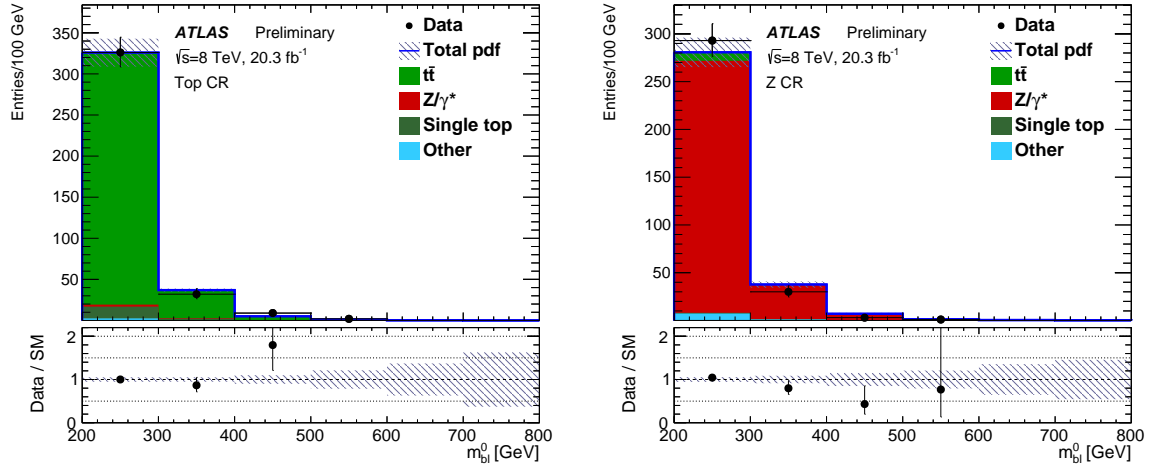 ATLAS Preliminary
√s=8 TeV, 20.3 fb⁻¹
Top CR
Data
Total pdf
tt̄
Z/γ*
Single top
Other
Entries/100 GeV
350
300
250
200
150
100
50
Data / SM
2
1
0
200 300 400 500 600 700 800
m⁰bl [GeV]
ATLAS Preliminary
√s=8 TeV, 20.3 fb⁻¹
Z CR
Data
Total pdf
tt̄
Z/γ*
Single top
Other
Entries/100 GeV
300
250
200
150
100
50
Data / SM
2
1
0
200 300 400 500 600 700 800
m⁰bl [GeV]